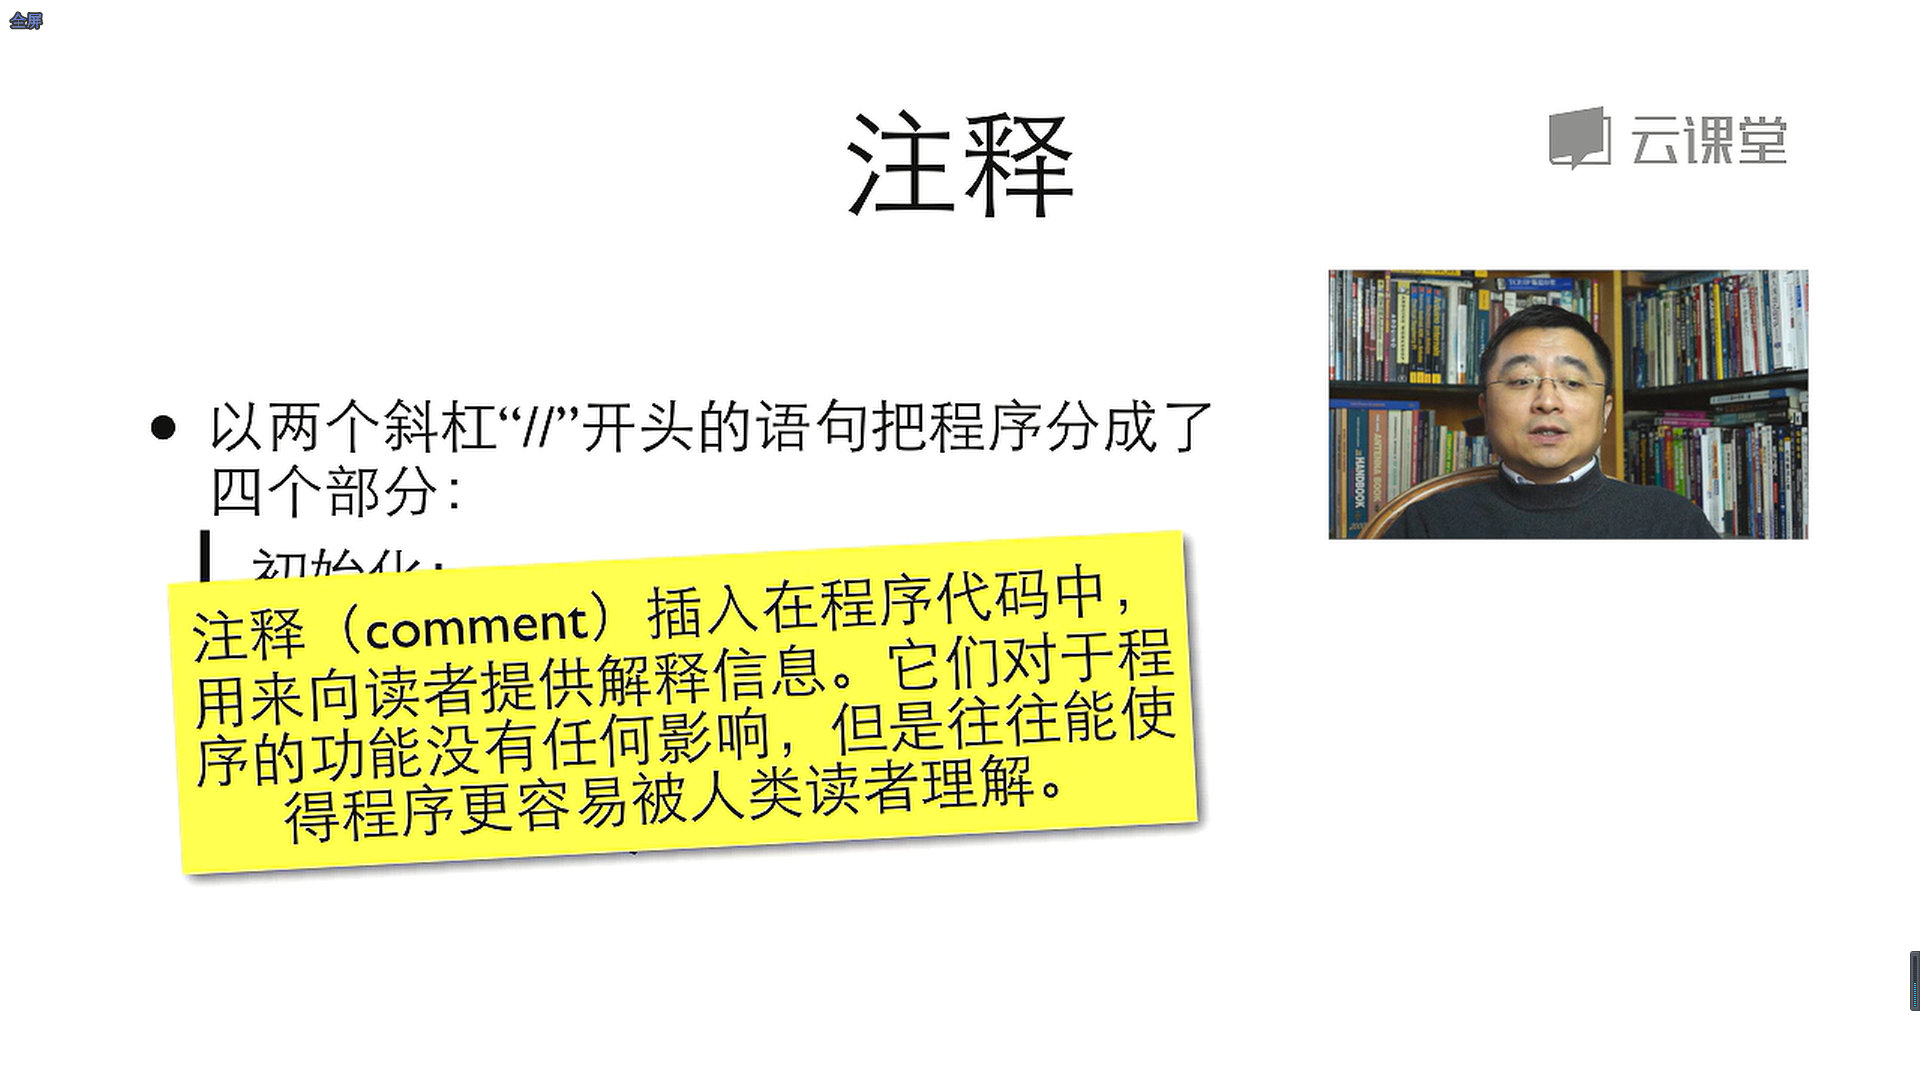 全屏
注释
云课堂
• 以两个斜杠“//”开头的语句把程序分成了
四个部分：
初始化；
注释（comment）插入在程序代码中，
用来向读者提供解释信息。它们对于程
序的功能没有任何影响，但是往往能使
得程序更容易被人类读者理解。
HANDBOOK
ANTENNA BOOK